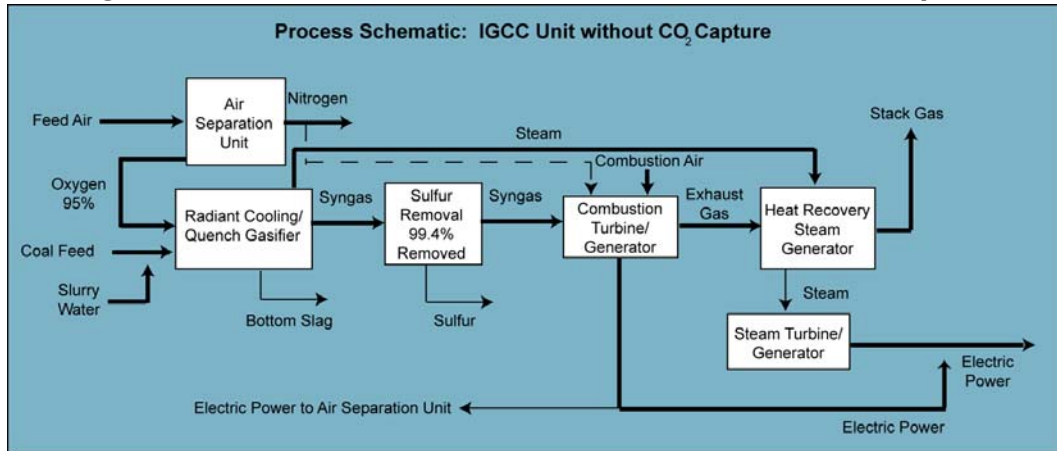 Process Schematic: IGCC Unit without CO2 Capture
Feed Air
Air
Separation
Unit
Nitrogen
Steam
Stack Gas
Combustion Air
Oxygen
95%
Radiant Cooling/
Quench Gasifier
Syngas
Sulfur
Removal
99.4%
Removed
Syngas
Combustion
Turbine/
Generator
Exhaust
Gas
Heat Recovery
Steam
Generator
Coal Feed
Slurry
Water
Bottom Slag
Sulfur
Steam
Steam Turbine/
Generator
Electric
Power
Electric Power to Air Separation Unit
Electric Power